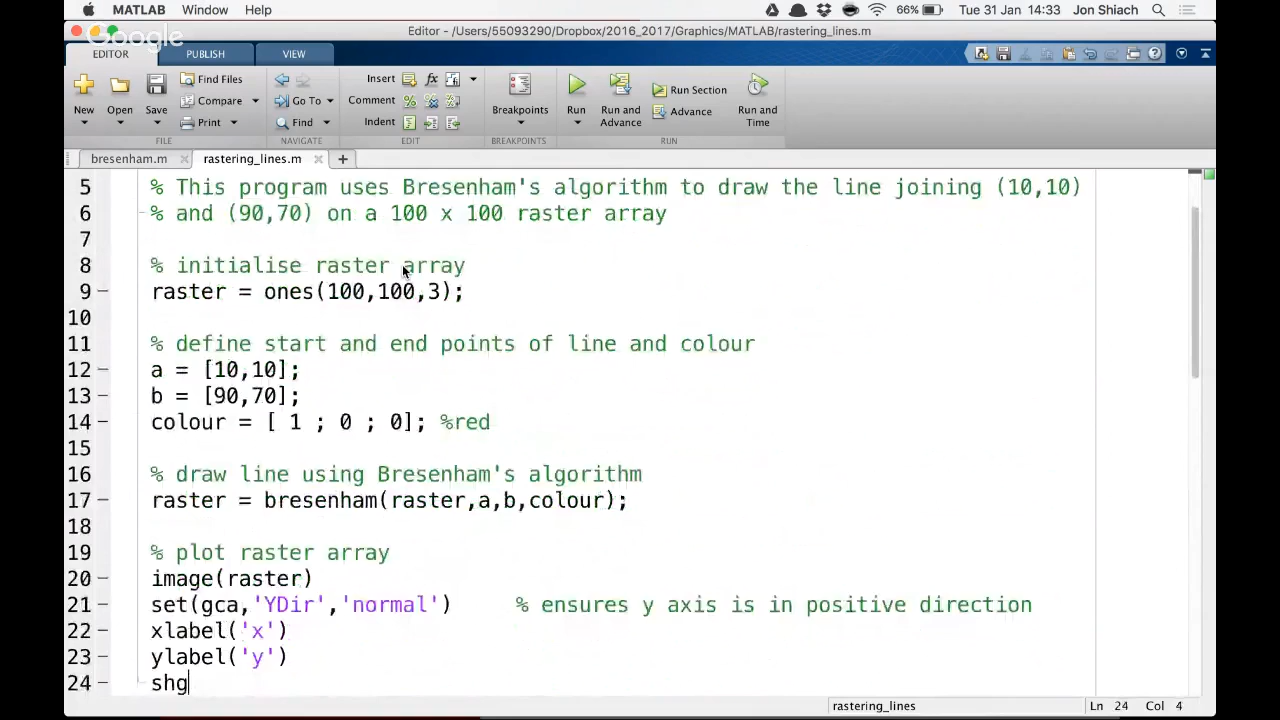 MATLAB Window Help 66% Tue 31 Jan 14:33 Jon Shiach
Editor - /Users/55093290/Dropbox/2016_2017/Graphics/MATLAB/rastering_lines.m
Google
EDITOR PUBLISH VIEW
New Open Save Find Files Compare Print
Go To Find
Insert Comment Indent
Breakpoints
Run Run and Advance Run Section Advance Run and Time
FILE NAVIGATE EDIT BREAKPOINTS RUN
bresenham.m rastering_lines.m
5 % This program uses Bresenham's algorithm to draw the line joining (10,10)
6 % and (90,70) on a 100 x 100 raster array
7
8 % initialise raster array
9 raster = ones(100,100,3);
10
11 % define start and end points of line and colour
12 a = [10,10];
13 b = [90,70];
14 colour = [ 1 ; 0 ; 0]; %red
15
16 % draw line using Bresenham's algorithm
17 raster = bresenham(raster,a,b,colour);
18
19 % plot raster array
20 image(raster)
21 set(gca,'YDir','normal') % ensures y axis is in positive direction
22 xlabel('x')
23 ylabel('y')
24 shg
rastering_lines Ln 24 Col 4